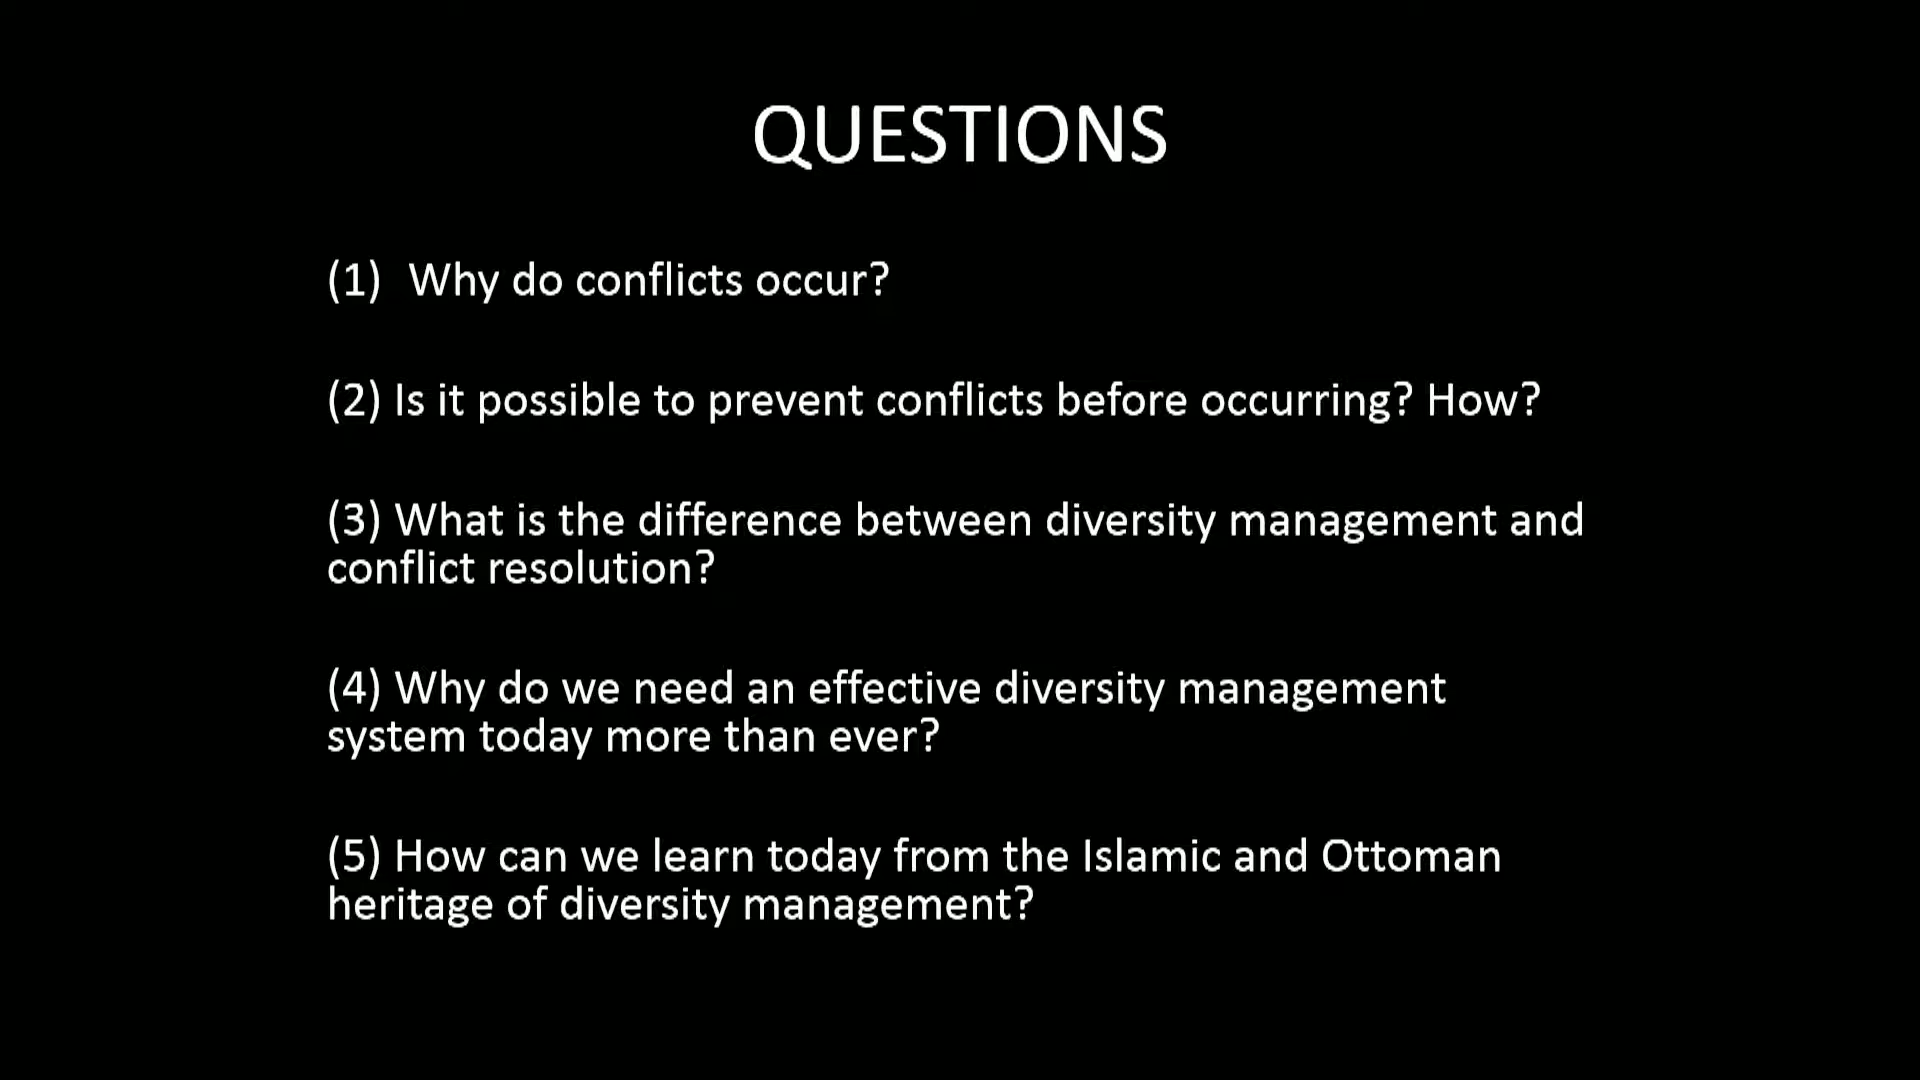 QUESTIONS
(1) Why do conflicts occur?
(2) Is it possible to prevent conflicts before occurring? How?
(3) What is the difference between diversity management and
conflict resolution?
(4) Why do we need an effective diversity management
system today more than ever?
(5) How can we learn today from the Islamic and Ottoman
heritage of diversity management?